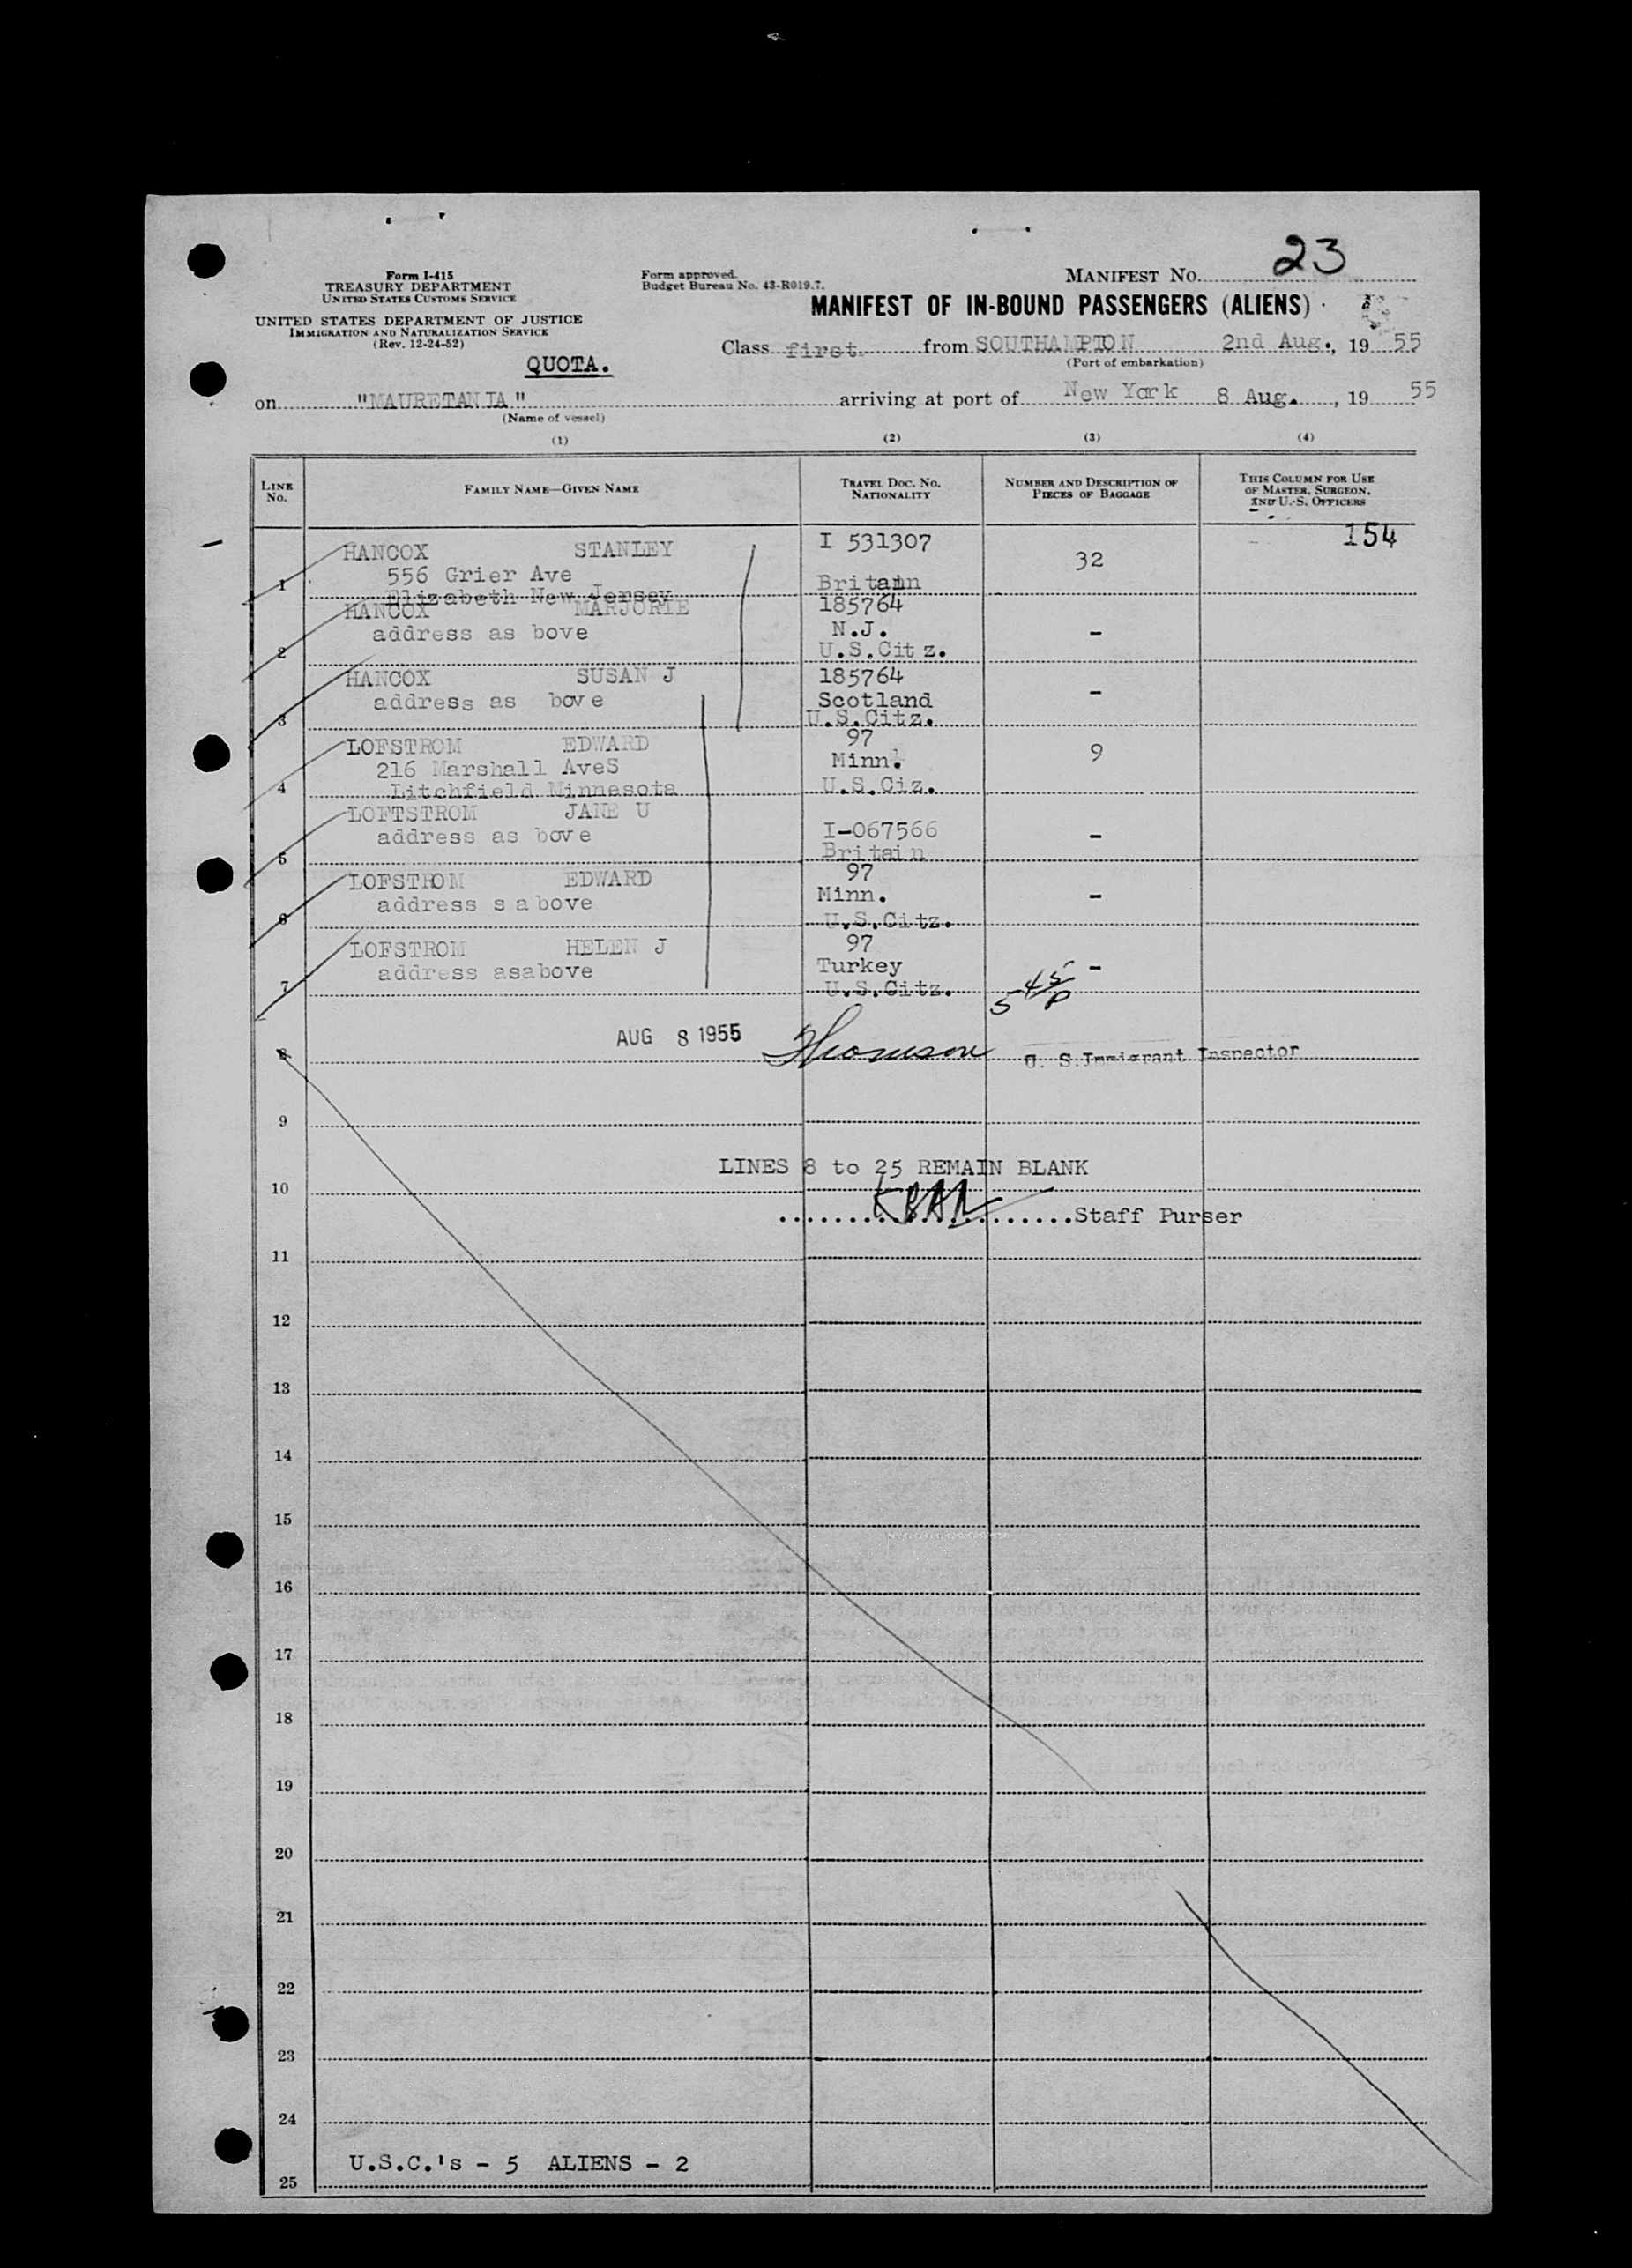 23
Form I-415
TREASURY DEPARTMENT
UNITED STATES CUSTOMS SERVICE
UNITED STATES DEPARTMENT OF JUSTICE
IMMIGRATION AND NATURALIZATION SERVICE
(Rev. 12-24-52)
Form approved.
Budget Bureau No. 43-R019.7.
MANIFEST NO.
MANIFEST OF IN-BOUND PASSENGERS (ALIENS)
QUOTA.
Class first from SOUTHAMPTON 2nd Aug., 19 55
(Port of embarkation)
on "MAURETANIA" arriving at port of New York 8 Aug. , 19 55
(Name of vessel)
(1) (2) (3) (4)
LINE NO. FAMILY NAME—GIVEN NAME TRAVEL DOC. NO. NATIONALITY NUMBER AND DESCRIPTION OF PIECES OF BAGGAGE THIS COLUMN FOR USE OF MASTER, SURGEON, AND U. S. OFFICERS
154
HANCOX STANLEY I 531307 32
556 Grier Ave
1 Elizabeth New Jersey Britain
HANCOX MARJORIE 185764
address as bove N.J. -
2 U.S.Citz.
HANCOX SUSAN J 185764
address as bove Scotland -
3 U.S.Citz.
LOFSTROM EDWARD 97 9
216 Marshall AveS Minn.
4 Litchfield Minnesota U.S.Ciz.
LOFTSTROM JANE U
address as bove I-067566 -
5 Britain
LOFSTROM EDWARD 97
address s above Minn. -
6 U.S.Citz.
LOFSTROM HELEN J 97
address asabove Turkey -
7 U.S.Citz.
AUG 8 1955
8 Thomson U. S. Immigrant Inspector
9
LINES 8 to 25 REMAIN BLANK
10
Staff Purser
11
12
13
14
15
16
17
18
19
20
21
22
23
24
U.S.C.'s - 5 ALIENS - 2
25